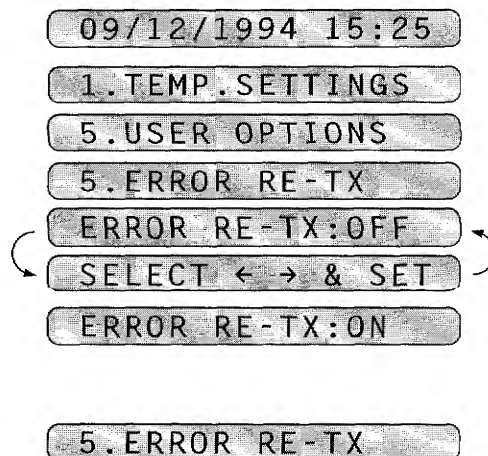 09/12/1994 15:25
1.TEMP.SETTINGS
5.USER OPTIONS
5.ERROR RE-TX
ERROR RE-TX:OFF
SELECT ← → & SET
ERROR RE-TX:ON
5.ERROR RE-TX